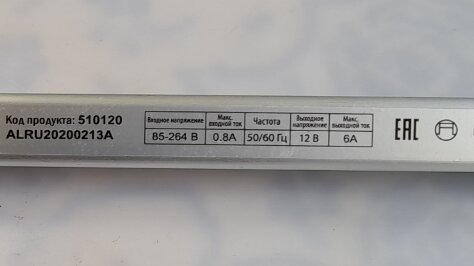 Код продукта: 510120
ALRU20200213A
Входное напряжение Макс. входной ток Частота Выходное напряжение Макс. выходной ток
85-264 В 0.8А 50/60 Гц 12 В 6А
EAC